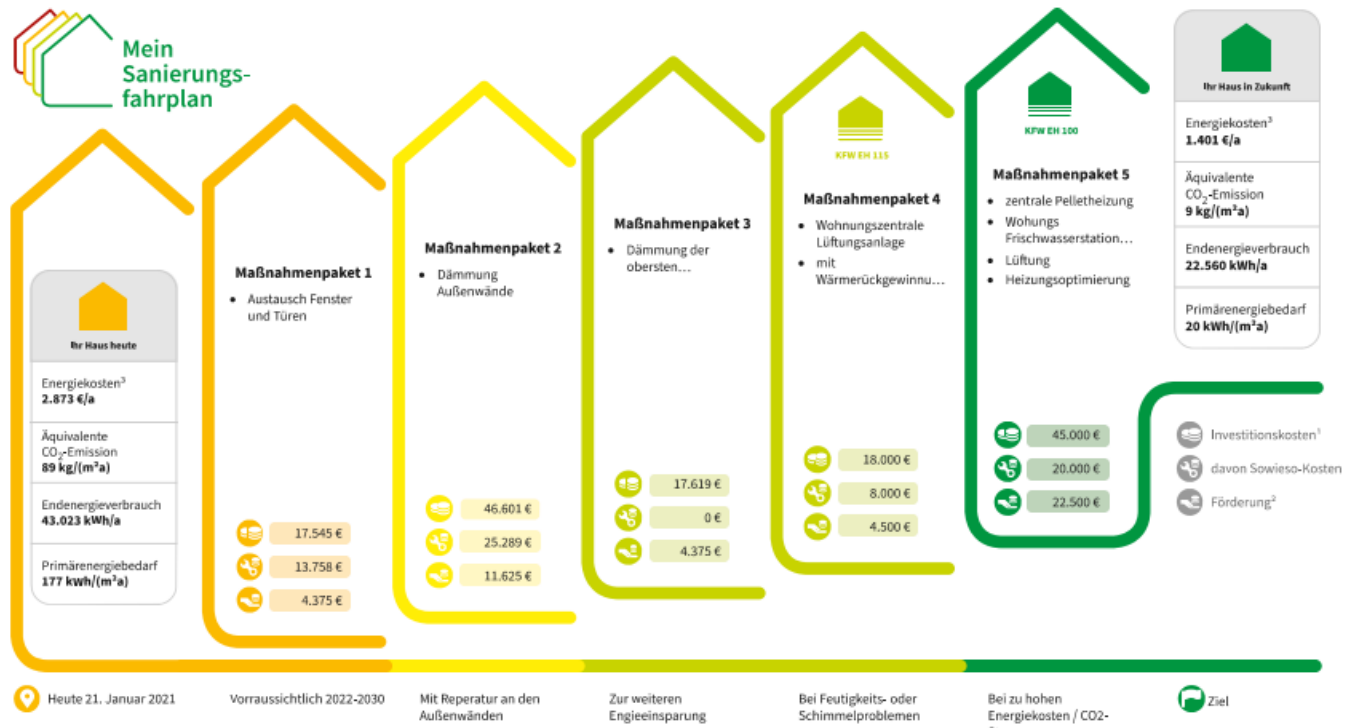 Mein
Sanierungs-
fahrplan
Ihr Haus heute
Energiekosten³
2.873 €/a
Äquivalente
CO₂-Emission
89 kg/(m²a)
Endenergieverbrauch
43.023 kWh/a
Primärenergiebedarf
177 kWh/(m²a)
Maßnahmenpaket 1
• Austausch Fenster
und Türen
17.545 €
13.758 €
4.375 €
Maßnahmenpaket 2
• Dämmung
Außenwände
46.601 €
25.289 €
11.625 €
Maßnahmenpaket 3
• Dämmung der
obersten...
17.619 €
0 €
4.375 €
KFW EH 115
Maßnahmenpaket 4
• Wohnungszentrale
Lüftungsanlage
• mit
Wärmerückgewinnu...
18.000 €
8.000 €
4.500 €
KFW EH 100
Maßnahmenpaket 5
• zentrale Pelletheizung
• Wohungs
Frischwasserstation...
• Lüftung
• Heizungsoptimierung
45.000 €
20.000 €
22.500 €
Ihr Haus in Zukunft
Energiekosten³
1.401 €/a
Äquivalente
CO₂-Emission
9 kg/(m²a)
Endenergieverbrauch
22.560 kWh/a
Primärenergiebedarf
20 kWh/(m²a)
Investitionskosten¹
davon Sowieso-Kosten
Förderung²
Heute 21. Januar 2021
Vorraussichtlich 2022-2030
Mit Reperatur an den
Außenwänden
Zur weiteren
Engieeinsparung
Bei Feutigkeits- oder
Schimmelproblemen
Bei zu hohen
Energiekosten / CO2-
Ziel